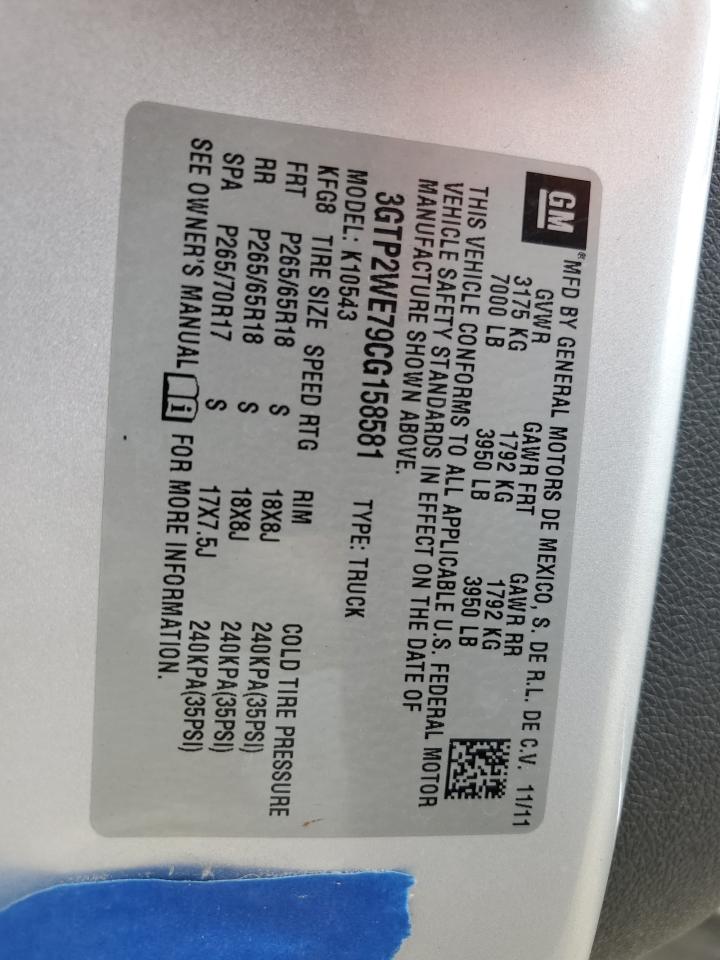 GM
® MFD BY GENERAL MOTORS DE MEXICO, S. DE R.L. DE C.V. 11/11
GVWR GAWR FRT GAWR RR
3175 KG 1792 KG 1792 KG
7000 LB 3950 LB 3950 LB
THIS VEHICLE CONFORMS TO ALL APPLICABLE U.S. FEDERAL MOTOR
VEHICLE SAFETY STANDARDS IN EFFECT ON THE DATE OF
MANUFACTURE SHOWN ABOVE.
3GTP2WE79CG158581 TYPE: TRUCK
MODEL: K10543
KFG8 TIRE SIZE SPEED RTG RIM COLD TIRE PRESSURE
FRT P265/65R18 S 18X8J 240KPA(35PSI)
RR P265/65R18 S 18X8J 240KPA(35PSI)
SPA P265/70R17 S 17X7.5J 240KPA(35PSI)
SEE OWNER'S MANUAL i FOR MORE INFORMATION.